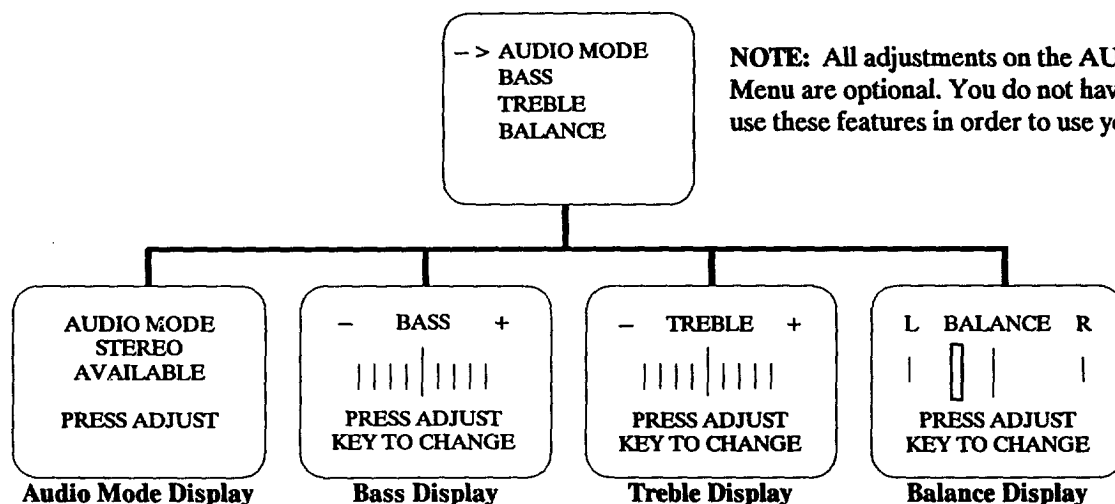 - > AUDIO MODE
BASS
TREBLE
BALANCE
NOTE: All adjustments on the AU
Menu are optional. You do not hav
use these features in order to use y
AUDIO MODE
STEREO
AVAILABLE
PRESS ADJUST
Audio Mode Display
- BASS +
PRESS ADJUST
KEY TO CHANGE
Bass Display
- TREBLE +
PRESS ADJUST
KEY TO CHANGE
Treble Display
L BALANCE R
PRESS ADJUST
KEY TO CHANGE
Balance Display